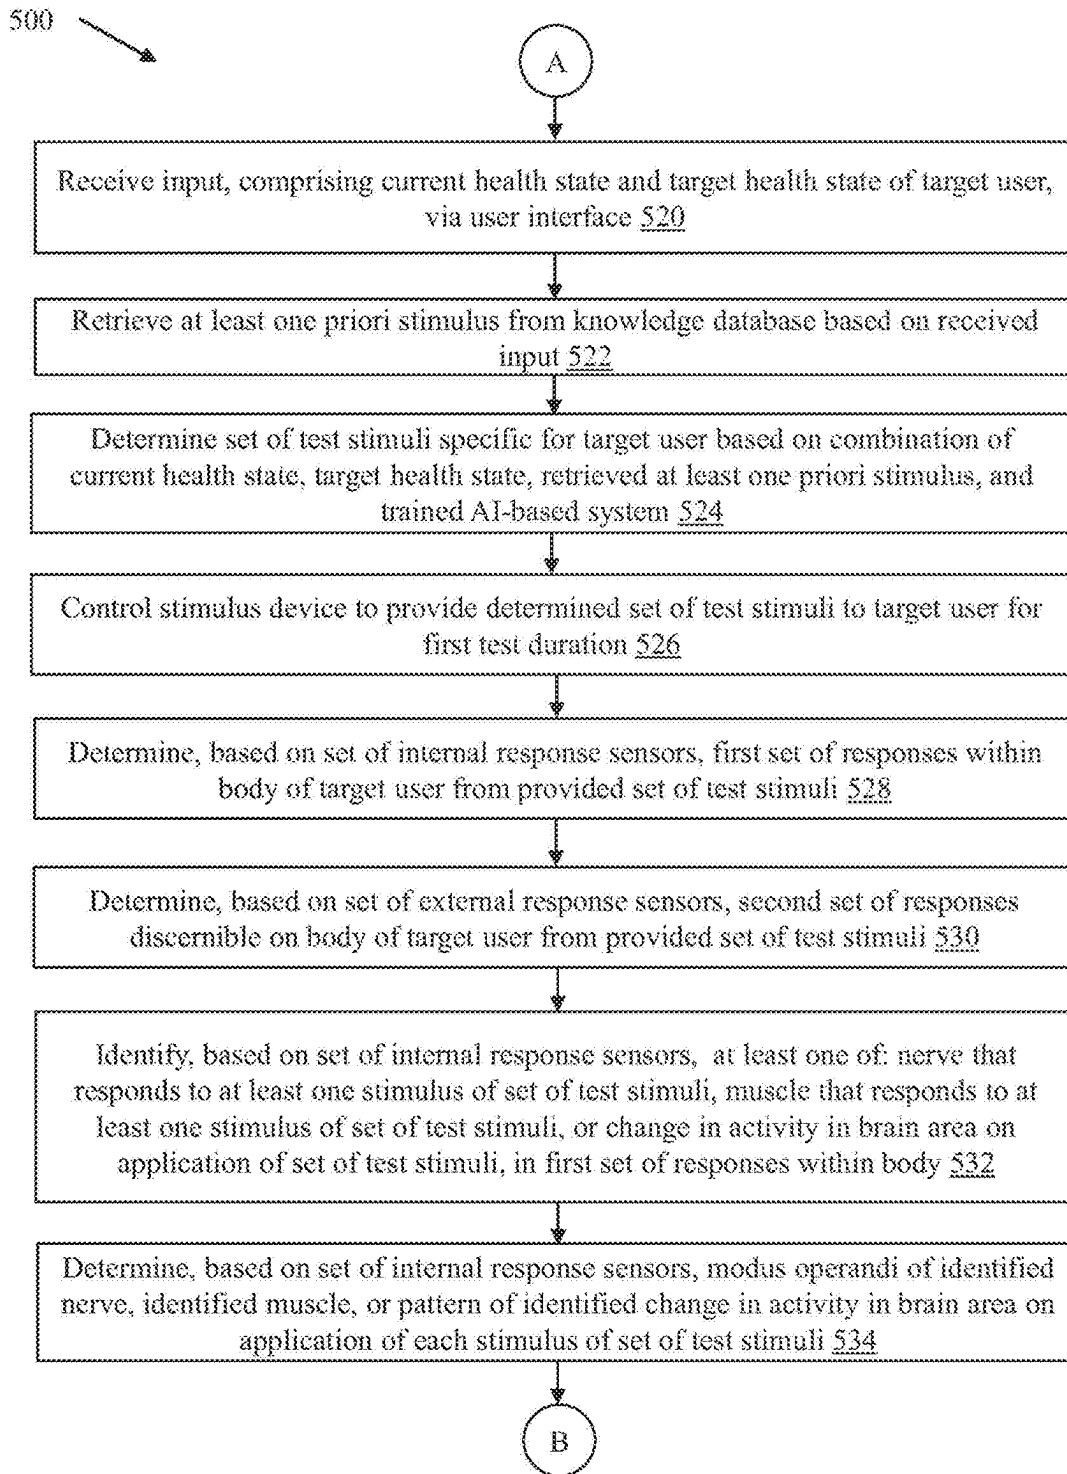 500
A
Receive input, comprising current health state and target health state of target user,
via user interface 520
Retrieve at least one priori stimulus from knowledge database based on received
input 522
Determine set of test stimuli specific for target user based on combination of
current health state, target health state, retrieved at least one priori stimulus, and
trained AI-based system 524
Control stimulus device to provide determined set of test stimuli to target user for
first test duration 526
Determine, based on set of internal response sensors, first set of responses within
body of target user from provided set of test stimuli 528
Determine, based on set of external response sensors, second set of responses
discernible on body of target user from provided set of test stimuli 530
Identify, based on set of internal response sensors, at least one of: nerve that
responds to at least one stimulus of set of test stimuli, muscle that responds to at
least one stimulus of set of test stimuli, or change in activity in brain area on
application of set of test stimuli, in first set of responses within body 532
Determine, based on set of internal response sensors, modus operandi of identified
nerve, identified muscle, or pattern of identified change in activity in brain area on
application of each stimulus of set of test stimuli 534
B